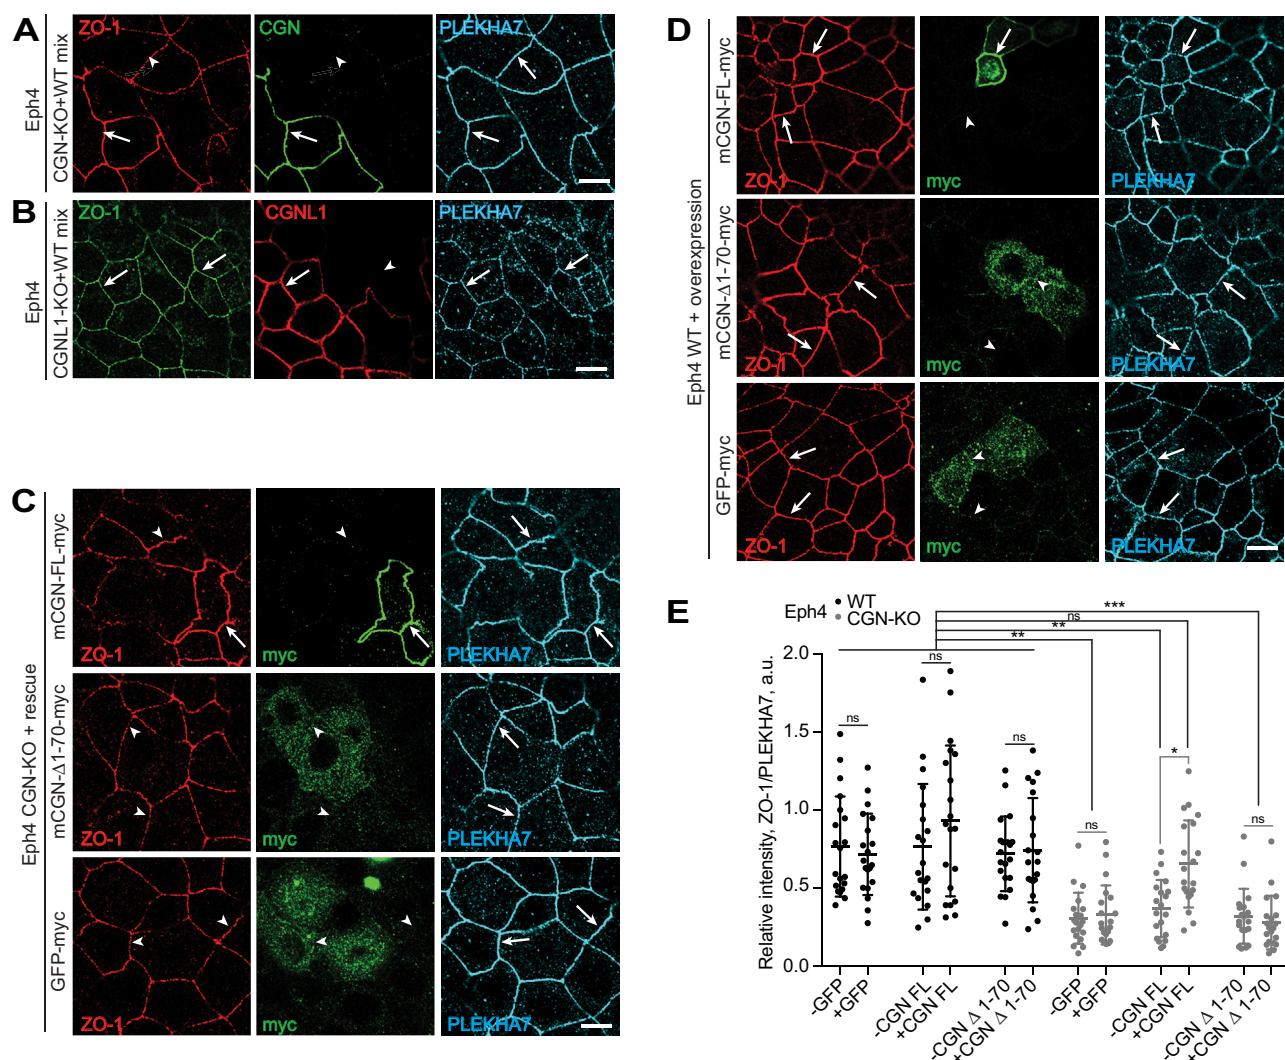 A
Eph4
CGN-KO+WT mix
ZO-1
CGN
PLEKHA7
B
Eph4
CGNL1-KO+WT mix
ZO-1
CGNL1
PLEKHA7
C
Eph4 CGN-KO + rescue
mCGN-FL-myc
ZO-1
myc
PLEKHA7
mCGN-Δ1-70-myc
ZO-1
myc
PLEKHA7
GFP-myc
ZO-1
myc
PLEKHA7
D
Eph4 WT + overexpression
mCGN-FL-myc
ZO-1
myc
PLEKHA7
mCGN-Δ1-70-myc
ZO-1
myc
PLEKHA7
GFP-myc
ZO-1
myc
PLEKHA7
E
Eph4
WT
CGN-KO
***
ns
**
**
ns
ns
ns
ns
*
ns
Relative intensity, ZO-1/PLEKHA7, a.u.
2.0
1.5
1.0
0.5
0.0
-GFP
+GFP
-CGN FL
+CGN FL
-CGN Δ 1-70
+CGN Δ 1-70
-GFP
+GFP
-CGN FL
+CGN FL
-CGN Δ 1-70
+CGN Δ 1-70